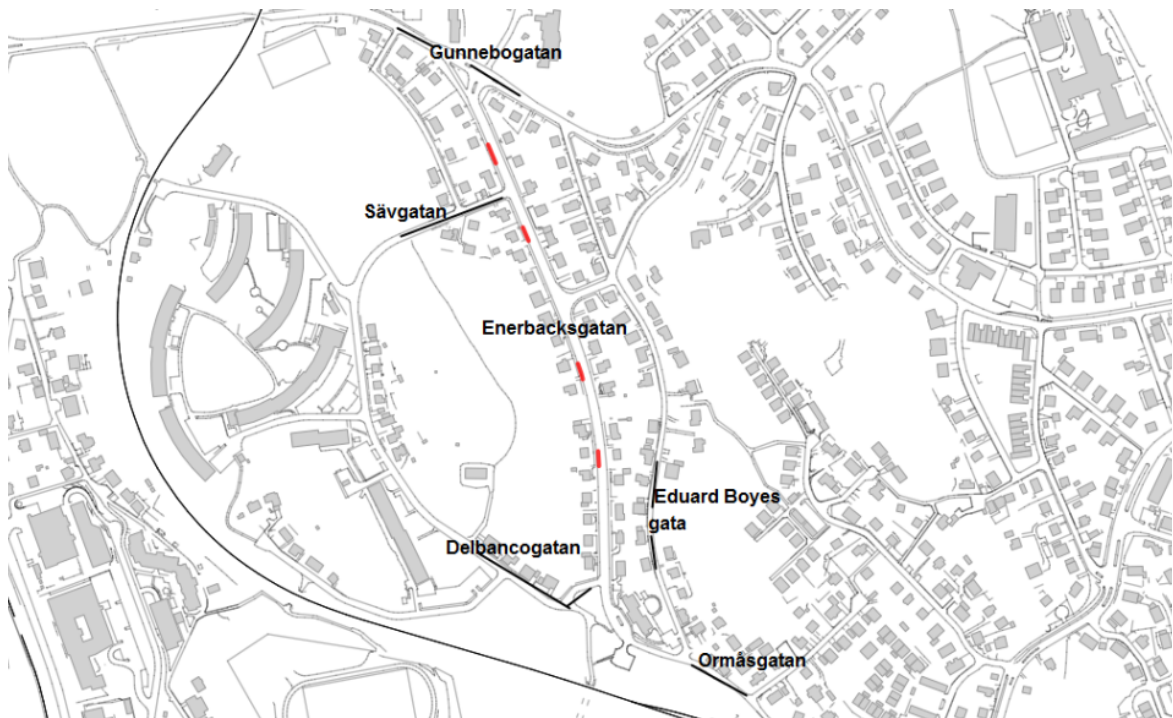 Gunnebogatan
Sävgatan
Enerbacksgatan
Eduard Boyes
gata
Delbancogatan
Ormåsgatan